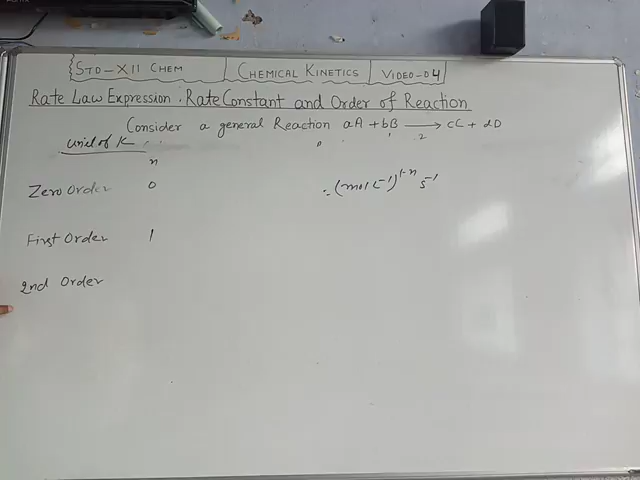 STD-XII CHEM CHEMICAL KINETICS VIDEO-04
Rate Law Expression. Rate Constant and Order of Reaction
Consider a general Reaction aA + bB ⟶ cC + dD
2
Unit of K
n
Zero Order 0 = (mol L⁻¹)¹⁻ⁿ s⁻¹
First Order 1
2nd Order